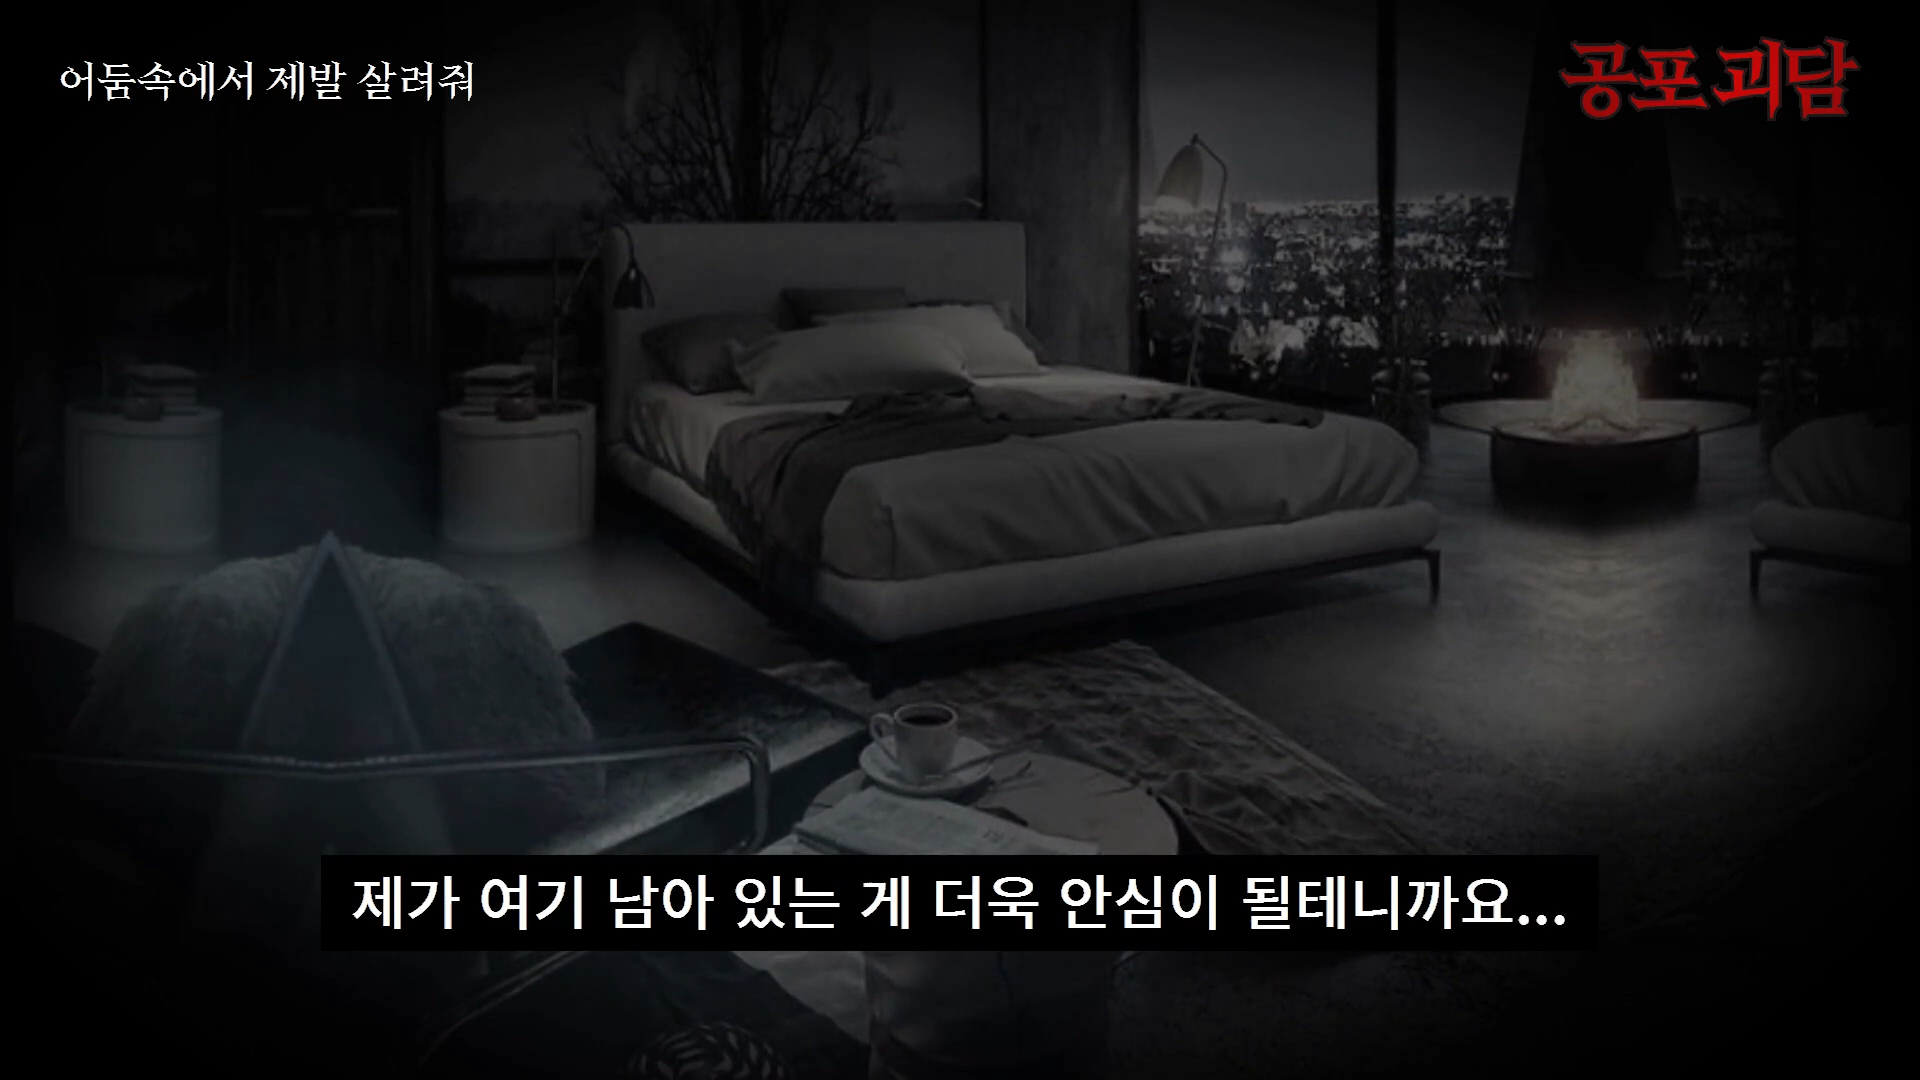 어둠속에서 제발 살려줘
공포 괴담
제가 여기 남아 있는 게 더욱 안심이 될테니까요...